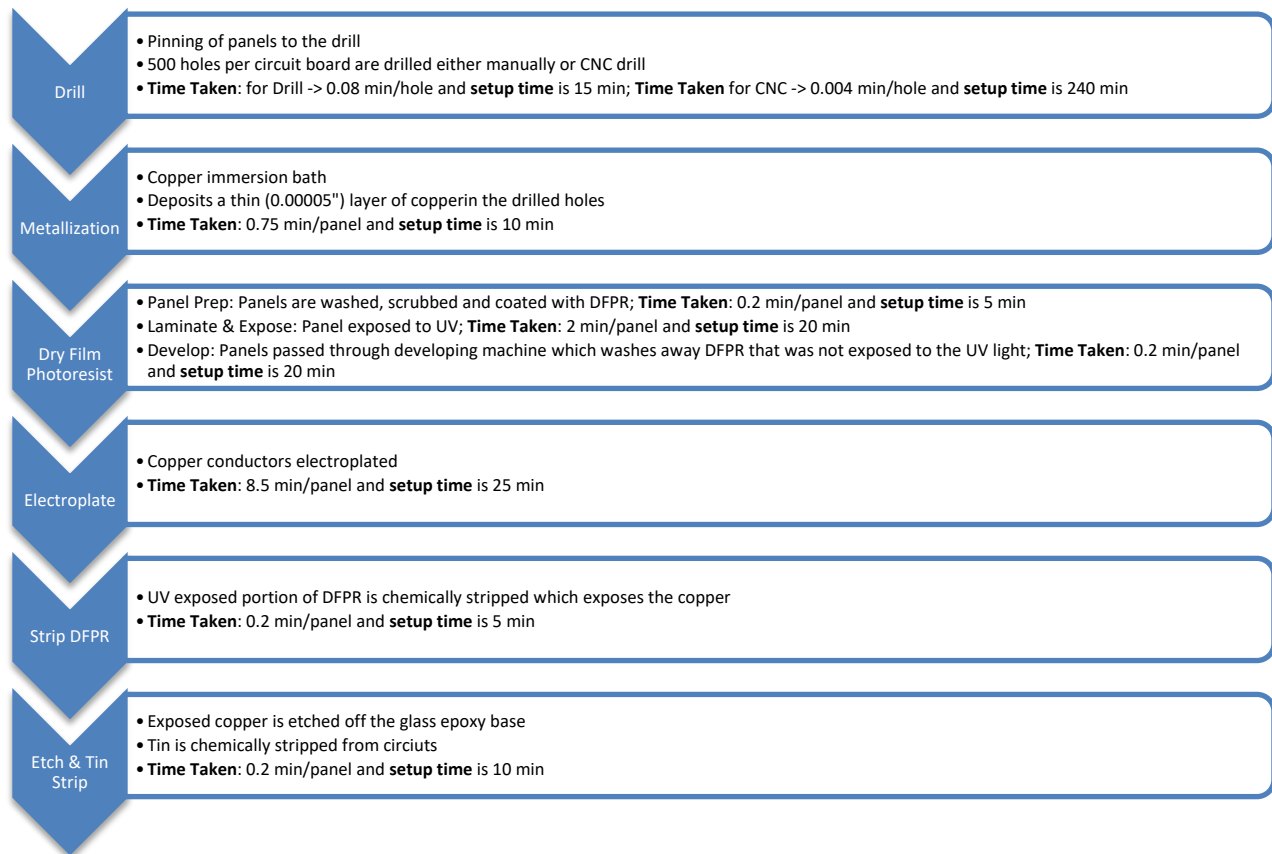 Drill
• Pinning of panels to the drill
• 500 holes per circuit board are drilled either manually or CNC drill
• Time Taken: for Drill -> 0.08 min/hole and setup time is 15 min; Time Taken for CNC -> 0.004 min/hole and setup time is 240 min
Metallization
• Copper immersion bath
• Deposits a thin (0.00005") layer of copperin the drilled holes
• Time Taken: 0.75 min/panel and setup time is 10 min
Dry Film
Photoresist
• Panel Prep: Panels are washed, scrubbed and coated with DFPR; Time Taken: 0.2 min/panel and setup time is 5 min
• Laminate & Expose: Panel exposed to UV; Time Taken: 2 min/panel and setup time is 20 min
• Develop: Panels passed through developing machine which washes away DFPR that was not exposed to the UV light; Time Taken: 0.2 min/panel
and setup time is 20 min
Electroplate
• Copper conductors electroplated
• Time Taken: 8.5 min/panel and setup time is 25 min
Strip DFPR
• UV exposed portion of DFPR is chemically stripped which exposes the copper
• Time Taken: 0.2 min/panel and setup time is 5 min
Etch & Tin
Strip
• Exposed copper is etched off the glass epoxy base
• Tin is chemically stripped from circiuts
• Time Taken: 0.2 min/panel and setup time is 10 min